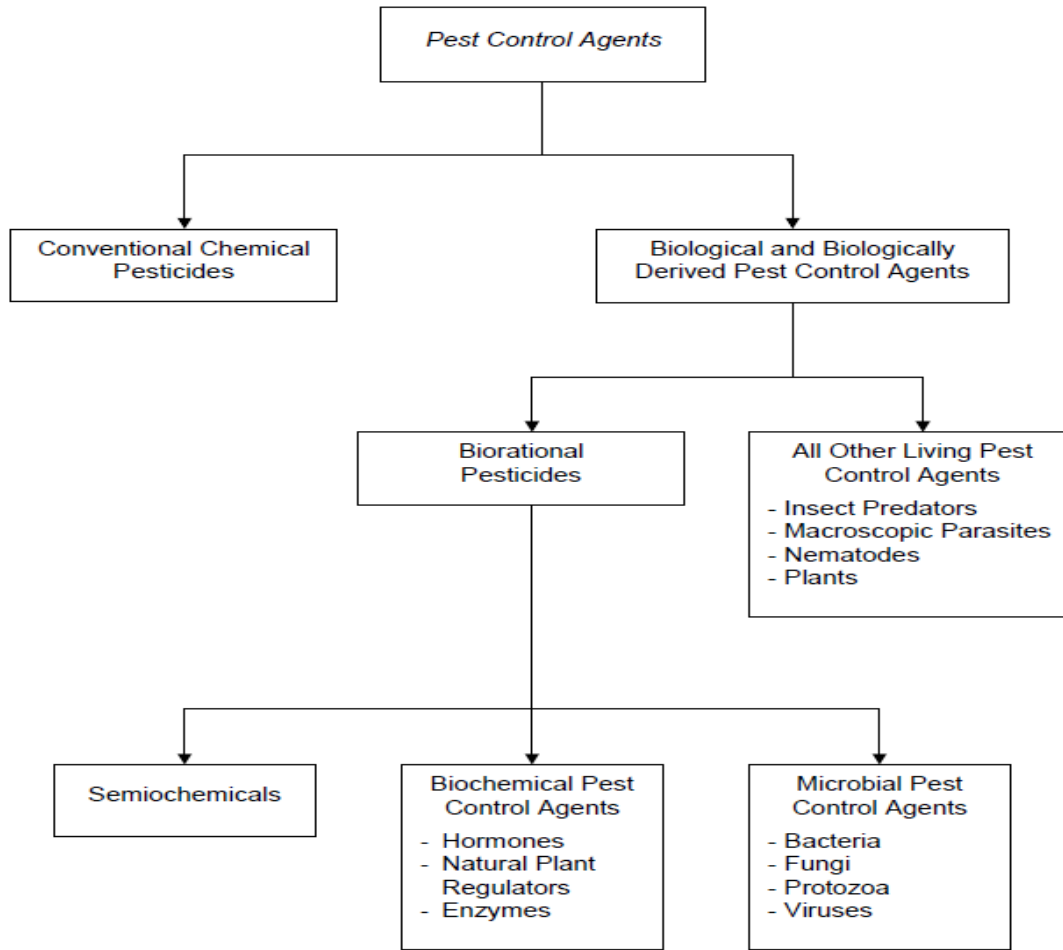 Pest Control Agents
Conventional Chemical
Pesticides
Biological and Biologically
Derived Pest Control Agents
Biorational
Pesticides
All Other Living Pest
Control Agents
- Insect Predators
- Macroscopic Parasites
- Nematodes
- Plants
Semiochemicals
Biochemical Pest
Control Agents
- Hormones
- Natural Plant
Regulators
- Enzymes
Microbial Pest
Control Agents
- Bacteria
- Fungi
- Protozoa
- Viruses